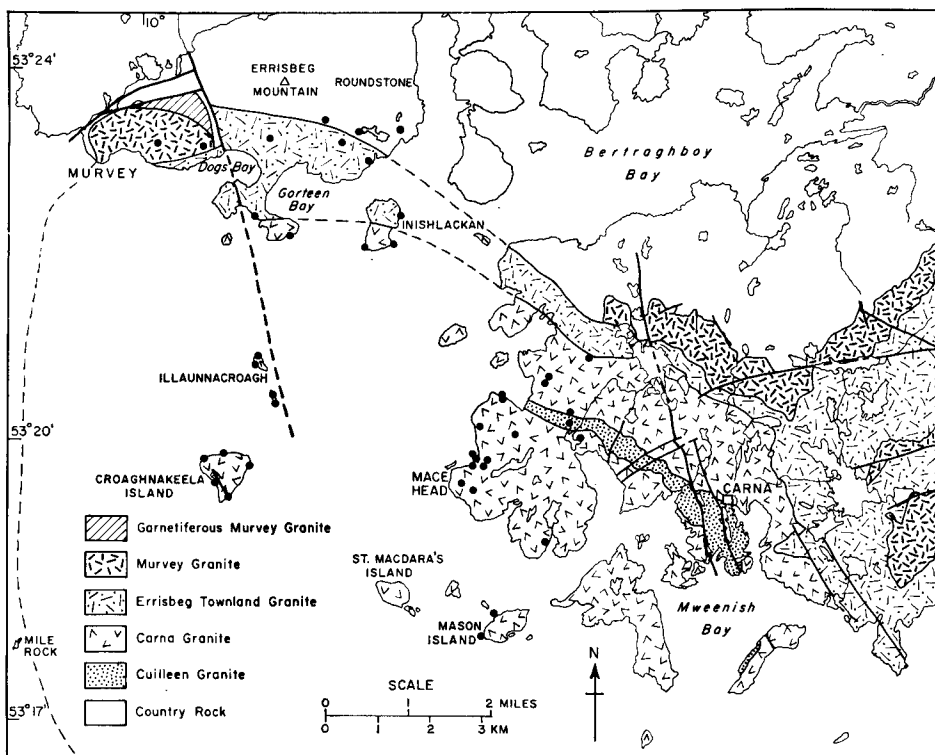 10°
53° 24'
ERRISBEG
MOUNTAIN
ROUNDSTONE
Bertraghboy
Bay
MURVEY
Dogs Bay
Gorteen
Bay
INISHLACKAN
ILLAUNNACROAGH
53° 20'
CROAGHNAKEELA
ISLAND
MACE
HEAD
CARNA
Garnetiferous Murvey Granite
Murvey Granite
Errisbeg Townland Granite
Carna Granite
Cuilleen Granite
Country Rock
ST. MACDARA'S
ISLAND
MASON
ISLAND
Mweenish
Bay
MILE
ROCK
N
SCALE
0 2 MILES
0 1 2 3 KM
53° 17'